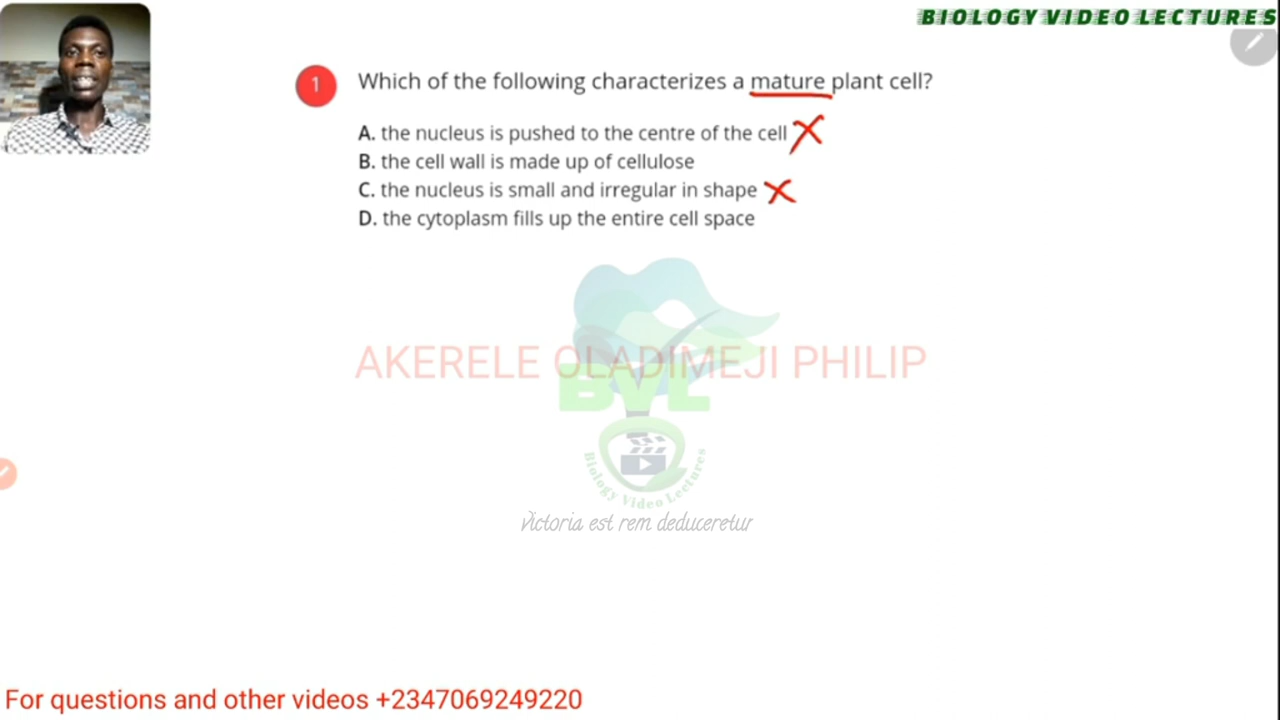 BIOLOGY VIDEO LECTURES
1 Which of the following characterizes a mature plant cell?
A. the nucleus is pushed to the centre of the cell
B. the cell wall is made up of cellulose
C. the nucleus is small and irregular in shape
D. the cytoplasm fills up the entire cell space
AKERELE OLADIMEJI PHILIP
BVL
Biology Video Lectures
Victoria est rem deduceretur
For questions and other videos +2347069249220